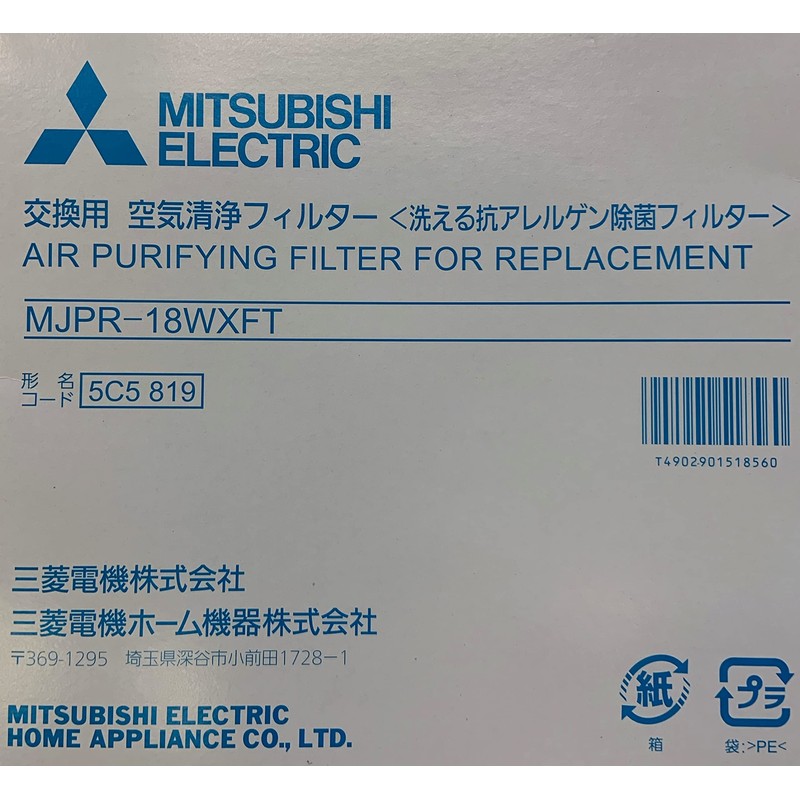 MITSUBISHI
ELECTRIC
交換用 空気清浄フィルター <洗える抗アレルゲン除菌フィルター>
AIR PURIFYING FILTER FOR REPLACEMENT
MJPR-18WXFT
形名
コード 5C5 819
T4902901518560
三菱電機株式会社
三菱電機ホーム機器株式会社
〒369-1295 埼玉県深谷市小前田1728-1
MITSUBISHI ELECTRIC
HOME APPLIANCE CO., LTD.
紙
箱
プラ
袋:>PE<